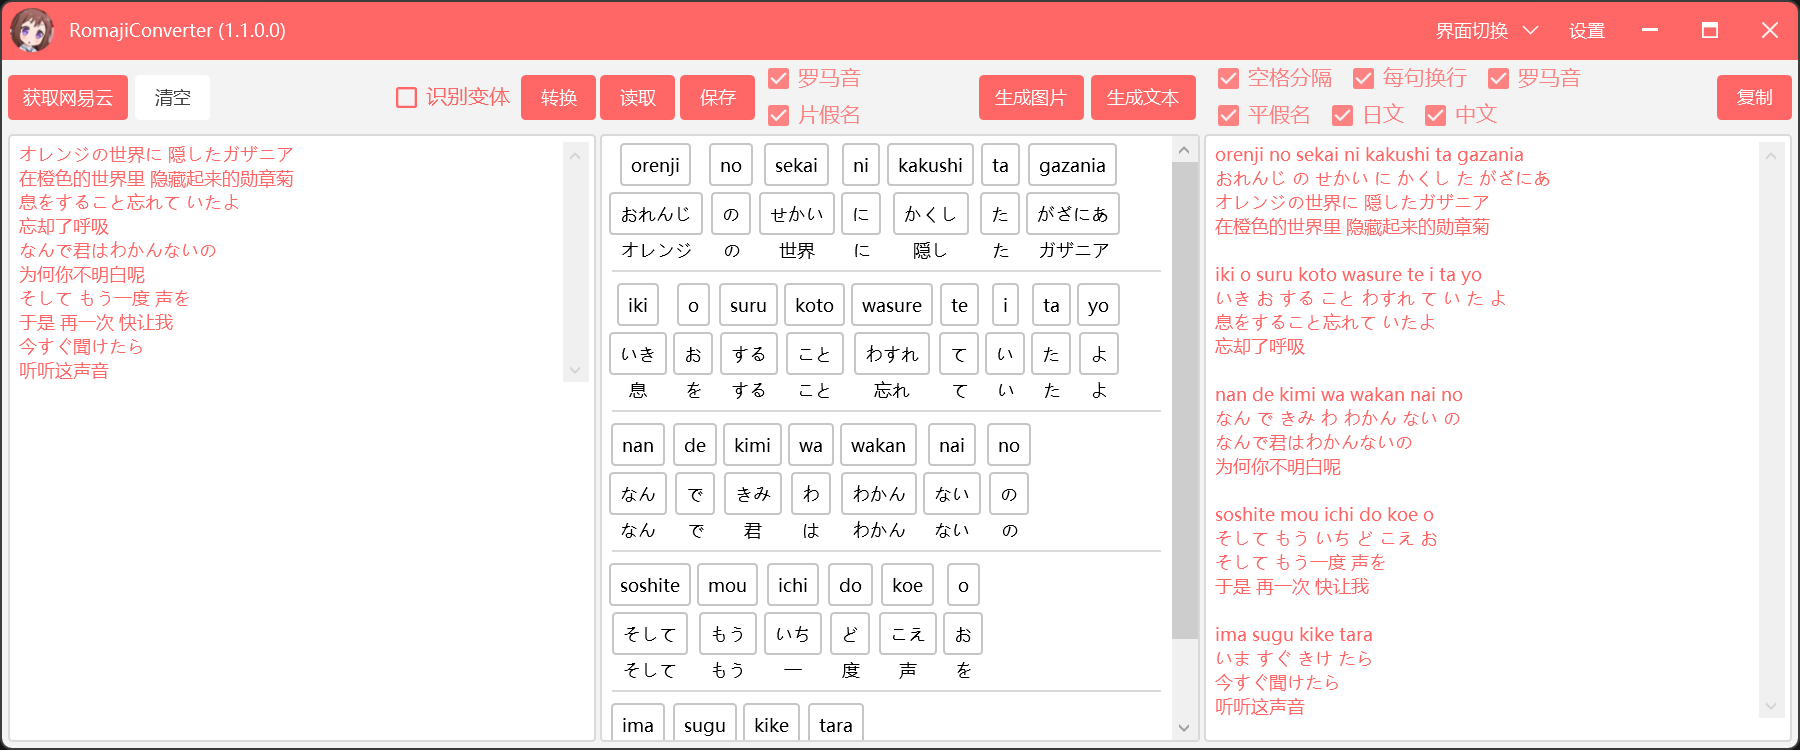 RomajiConverter (1.1.0.0)
界面切换
设置
获取网易云
清空
识别变体
转换
读取
保存
罗马音
片假名
生成图片
生成文本
空格分隔
每句换行
罗马音
平假名
日文
中文
复制
オレンジの世界に 隠したガザニア
在橙色的世界里 隐藏起来的勋章菊
息をすること忘れて いたよ
忘却了呼吸
なんで君はわかんないの
为何你不明白呢
そして もう一度 声を
于是 再一次 快让我
今すぐ聞けたら
听听这声音
orenji no sekai ni kakushi ta gazania
おれんじ の せかい に かくし た がざにあ
オレンジ の 世界 に 隠し た ガザニア
iki o suru koto wasure te i ta yo
いき お する こと わすれ て い た よ
息 を する こと 忘れ て い た よ
nan de kimi wa wakan nai no
なん で きみ わ わかん ない の
なん で 君 は わかん ない の
soshite mou ichi do koe o
そして もう いち ど こえ お
そして もう 一 度 声 を
ima sugu kike tara
orenji no sekai ni kakushi ta gazania
おれんじ の せかい に かくし た がざにあ
オレンジの世界に 隠したガザニア
在橙色的世界里 隐藏起来的勋章菊
iki o suru koto wasure te i ta yo
いき お する こと わすれ て い た よ
息をすること忘れて いたよ
忘却了呼吸
nan de kimi wa wakan nai no
なん で きみ わ わかん ない の
なんで君はわかんないの
为何你不明白呢
soshite mou ichi do koe o
そして もう いち ど こえ お
そして もう一度 声を
于是 再一次 快让我
ima sugu kike tara
いま すぐ きけ たら
今すぐ聞けたら
听听这声音